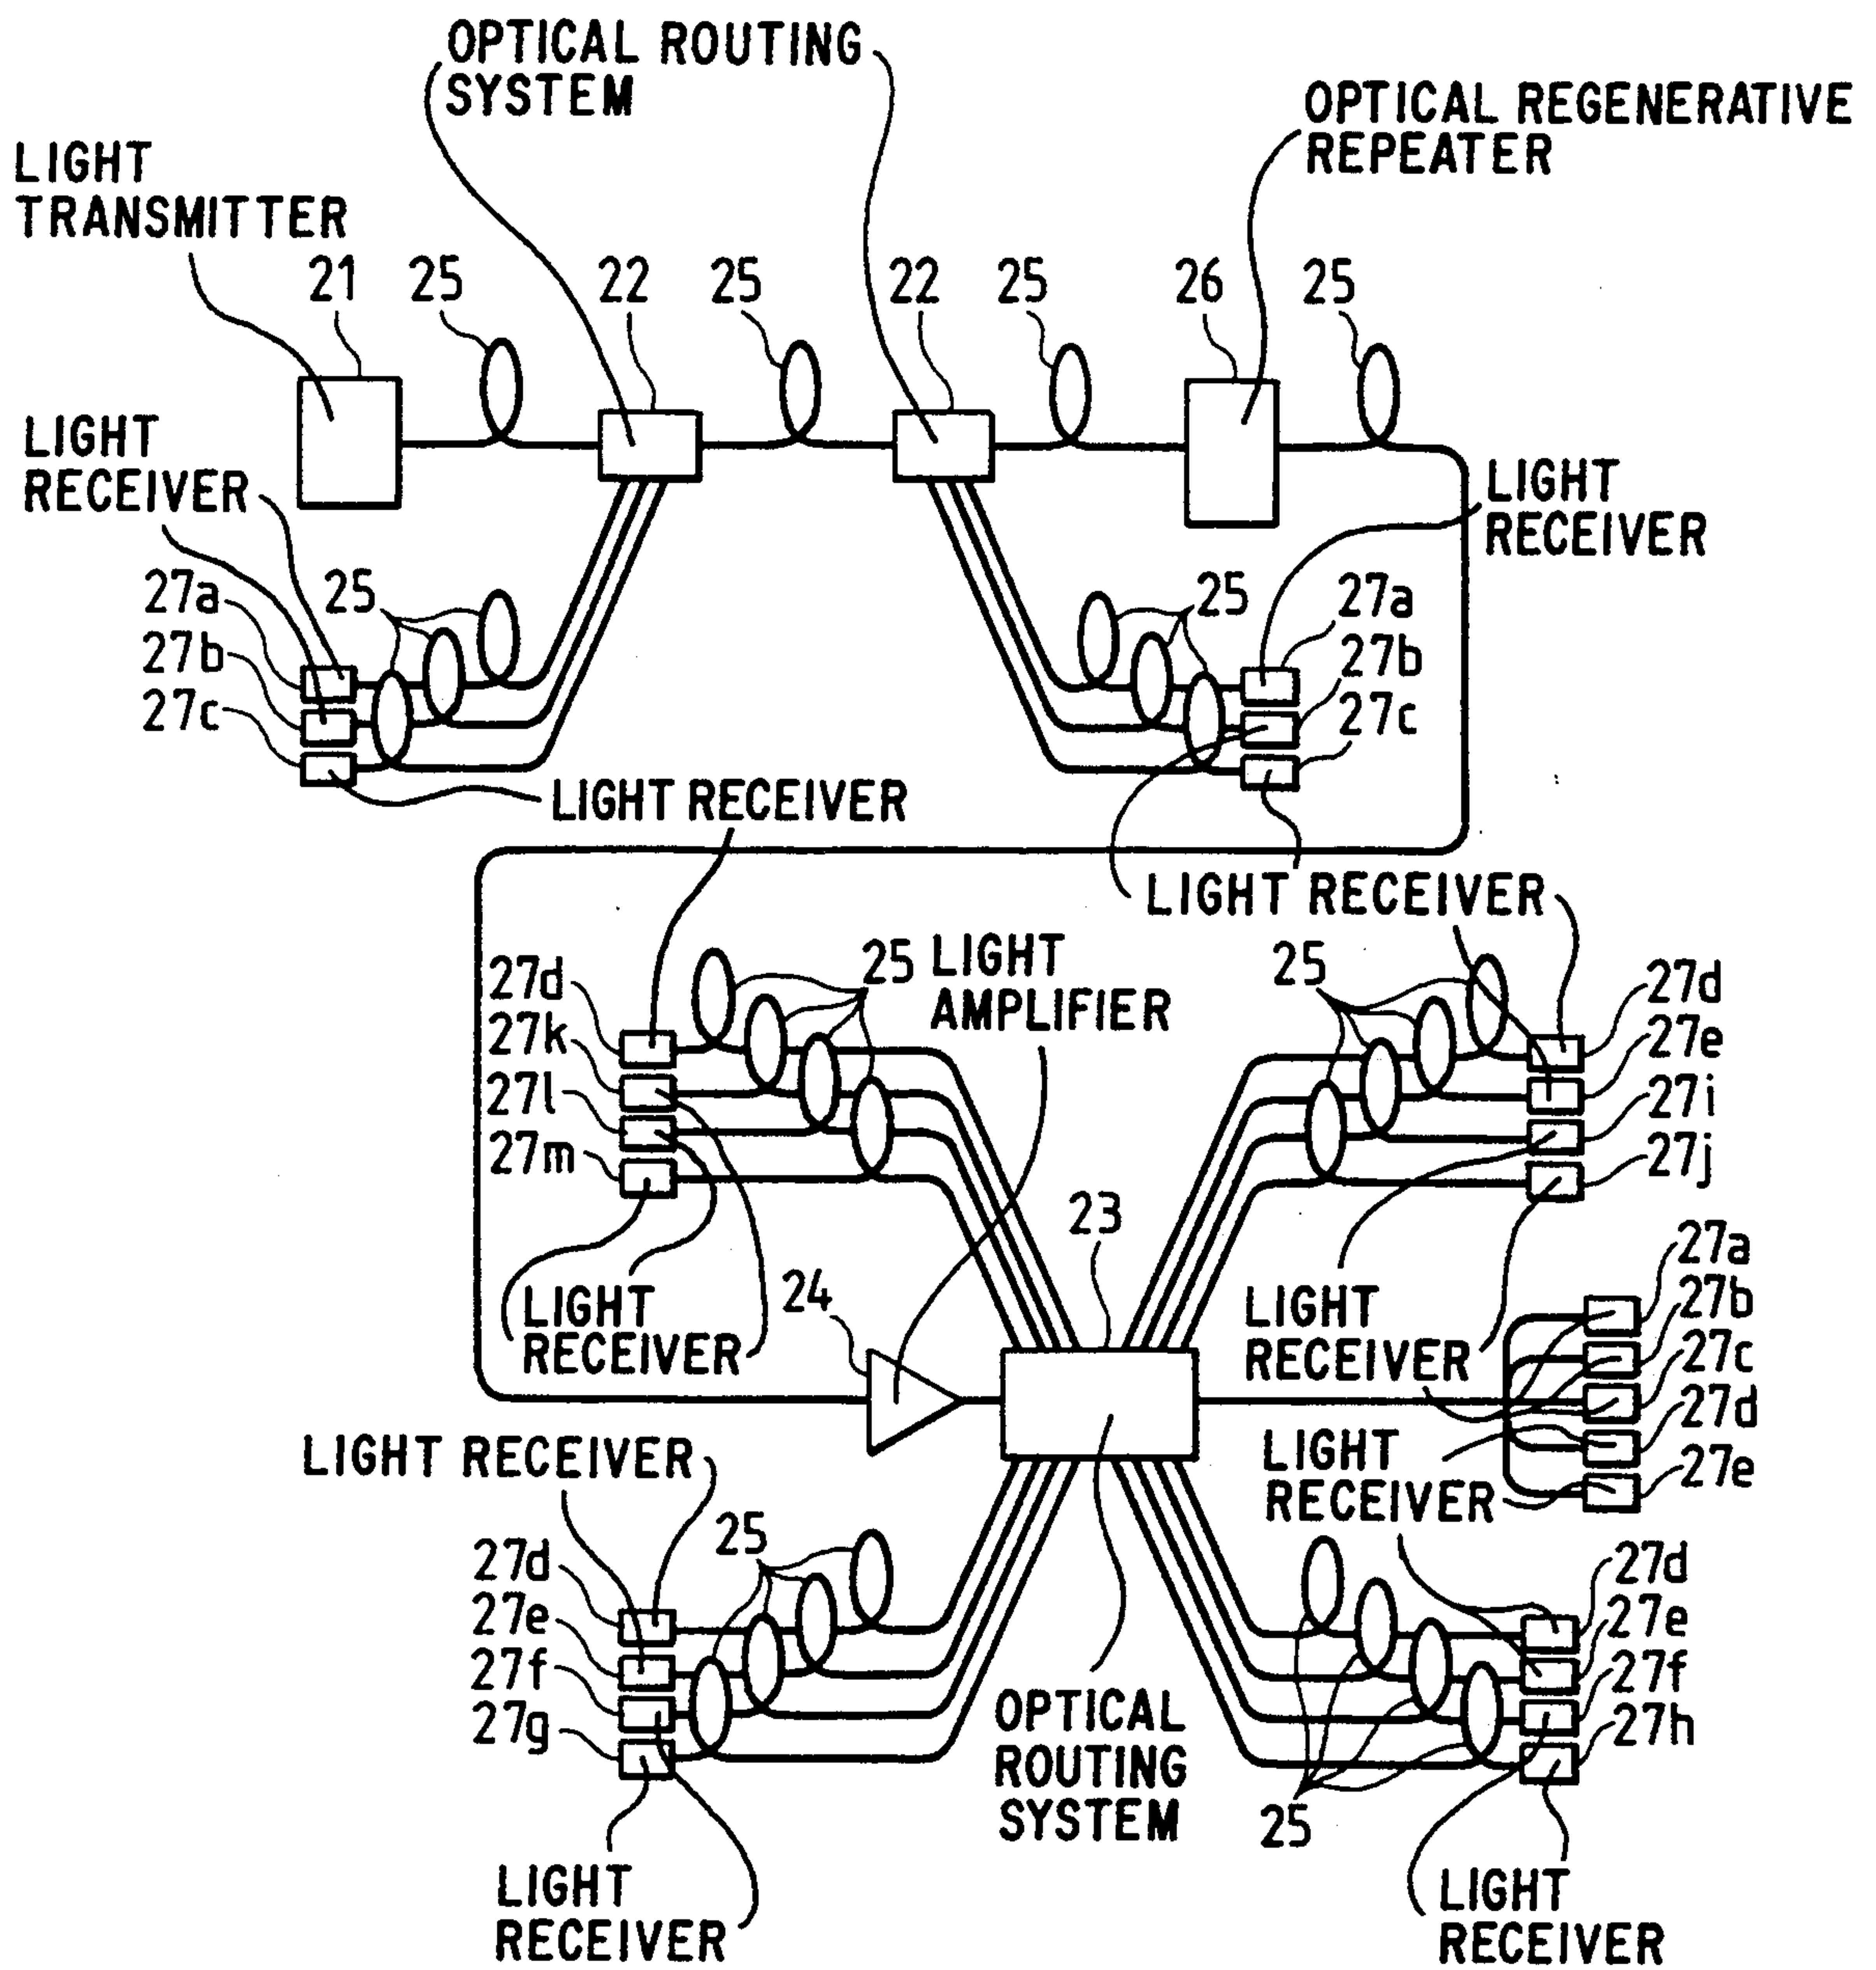 OPTICAL ROUTING
SYSTEM
OPTICAL REGENERATIVE
REPEATER
LIGHT
TRANSMITTER
21
25
22
25
22
25
26
25
LIGHT
RECEIVER
LIGHT
RECEIVER
27a
27b
27c
25
25
27a
27b
27c
LIGHT RECEIVER
LIGHT RECEIVER
27d
27k
27l
27m
25
LIGHT
AMPLIFIER
25
27d
27e
27i
27j
23
24
LIGHT
RECEIVER
LIGHT
RECEIVER
27a
27b
27c
27d
27e
LIGHT RECEIVER
LIGHT
RECEIVER
27d
27e
27f
27g
25
27d
27e
27f
27h
OPTICAL
ROUTING
SYSTEM
25
LIGHT
RECEIVER
LIGHT
RECEIVER